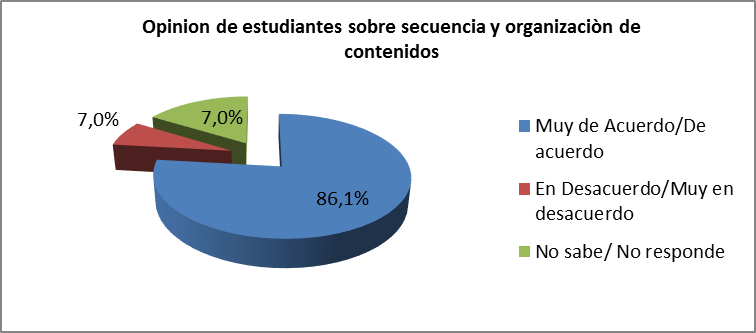 Opinion de estudiantes sobre secuencia y organizaciòn de
contenidos
7,0%
7,0%
86,1%
Muy de Acuerdo/De
acuerdo
En Desacuerdo/Muy en
desacuerdo
No sabe/ No responde